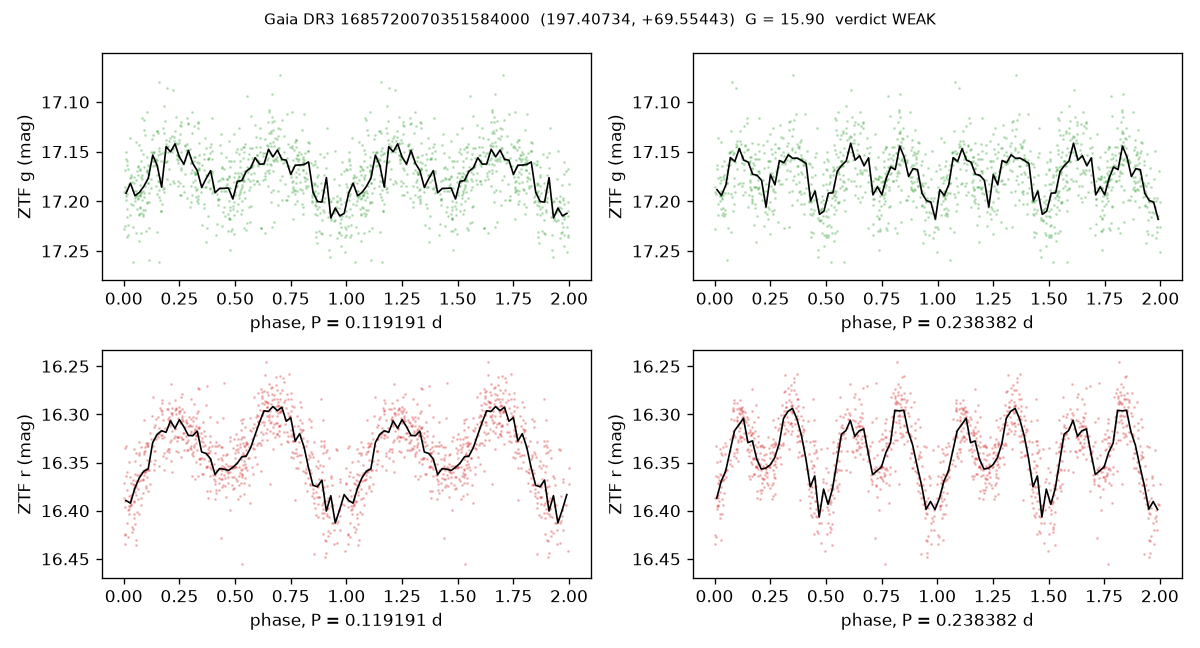 Gaia DR3 1685720070351584000  (197.40734, +69.55443)  G = 15.90  verdict WEAK
ZTF g (mag)
17.10
17.15
17.20
17.25
0.00 0.25 0.50 0.75 1.00 1.25 1.50 1.75 2.00
phase, P = 0.119191 d
ZTF g (mag)
17.10
17.15
17.20
17.25
0.00 0.25 0.50 0.75 1.00 1.25 1.50 1.75 2.00
phase, P = 0.238382 d
ZTF r (mag)
16.25
16.30
16.35
16.40
16.45
0.00 0.25 0.50 0.75 1.00 1.25 1.50 1.75 2.00
phase, P = 0.119191 d
ZTF r (mag)
16.25
16.30
16.35
16.40
16.45
0.00 0.25 0.50 0.75 1.00 1.25 1.50 1.75 2.00
phase, P = 0.238382 d